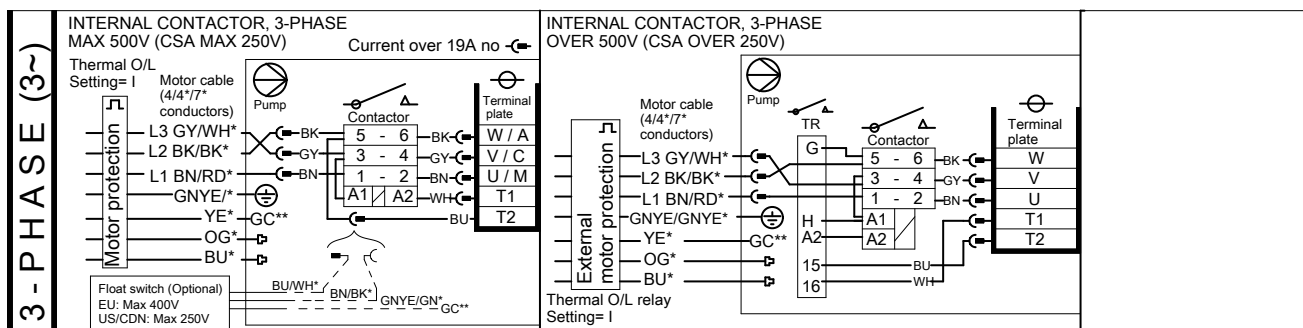 3-PHASE (3~)
INTERNAL CONTACTOR, 3-PHASE
MAX 500V (CSA MAX 250V)
Current over 19A no
Thermal O/L
Setting= I
Motor cable
(4/4*/7*
conductors)
Motor protection
Pump
Contactor
Terminal
plate
L3 GY/WH*
BK
5 - 6
BK
W / A
L2 BK/BK*
GY
3 - 4
GY
V / C
L1 BN/RD*
BN
1 - 2
BN
U / M
GNYE/*
A1
A2
WH
T1
YE*
GC**
BU
T2
OG*
BU*
Float switch (Optional)
EU: Max 400V
US/CDN: Max 250V
BU/WH*
BN/BK*
GNYE/GN*
GC**
INTERNAL CONTACTOR, 3-PHASE
OVER 500V (CSA OVER 250V)
Motor cable
(4/4*/7*
conductors)
External
motor protection
Thermal O/L relay
Setting= I
Pump
TR
Contactor
Terminal
plate
G
L3 GY/WH*
5 - 6
BK
W
L2 BK/BK*
3 - 4
GY
V
L1 BN/RD*
1 - 2
BN
U
GNYE/GNYE*
H
A1
T1
YE*
GC**
A2
A2
T2
OG*
15
BU
BU*
16
WH